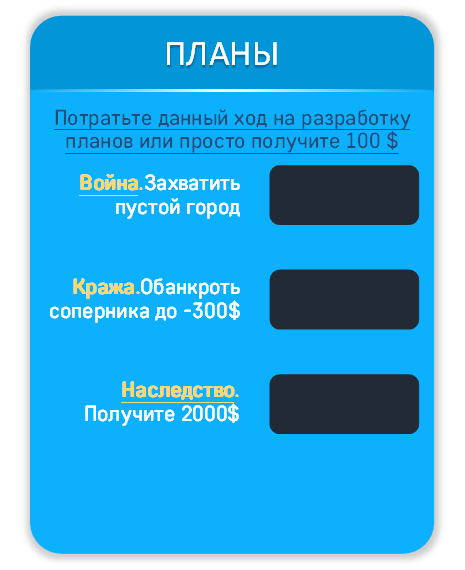 ПЛАНЫ
Потратьте данный ход на разработку
планов или просто получите 100 $
Война.Захватить
пустой город
Кража.Обанкроть
соперника до -300$
Наследство.
Получите 2000$